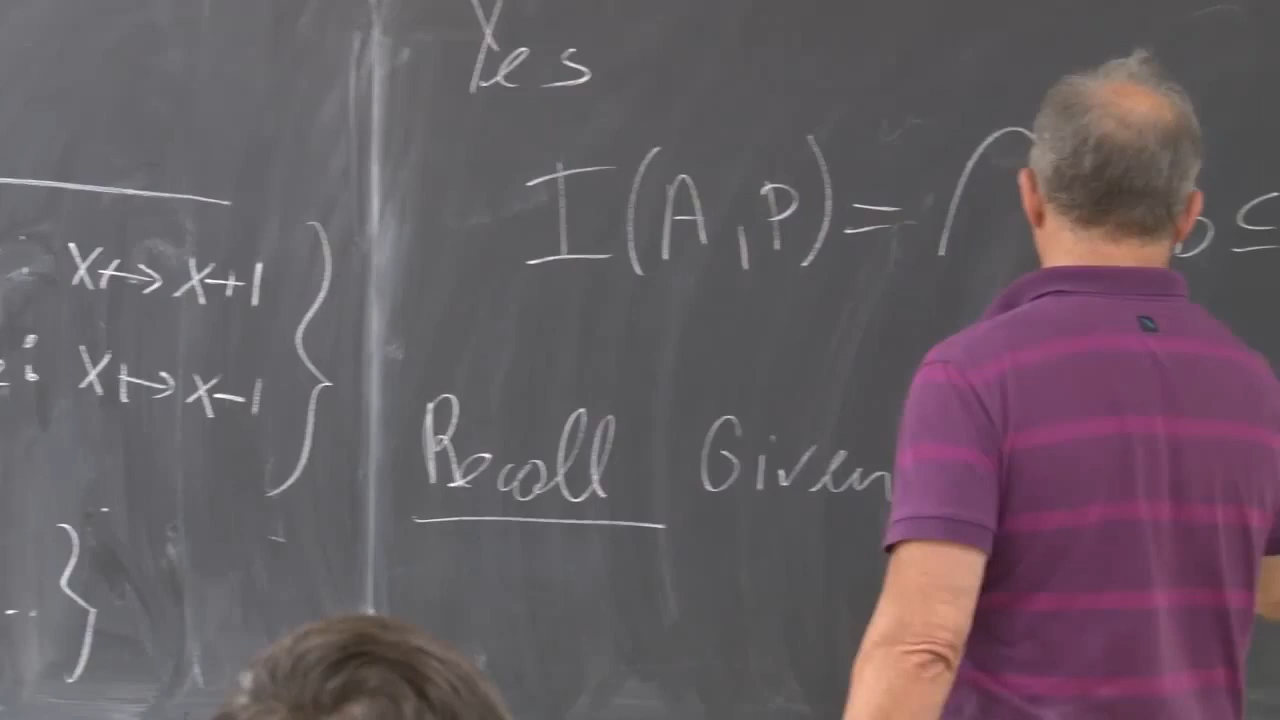 x ↦ x+1
: x ↦ x-1
Yes
I(A,P) = ⊆
Recall Given